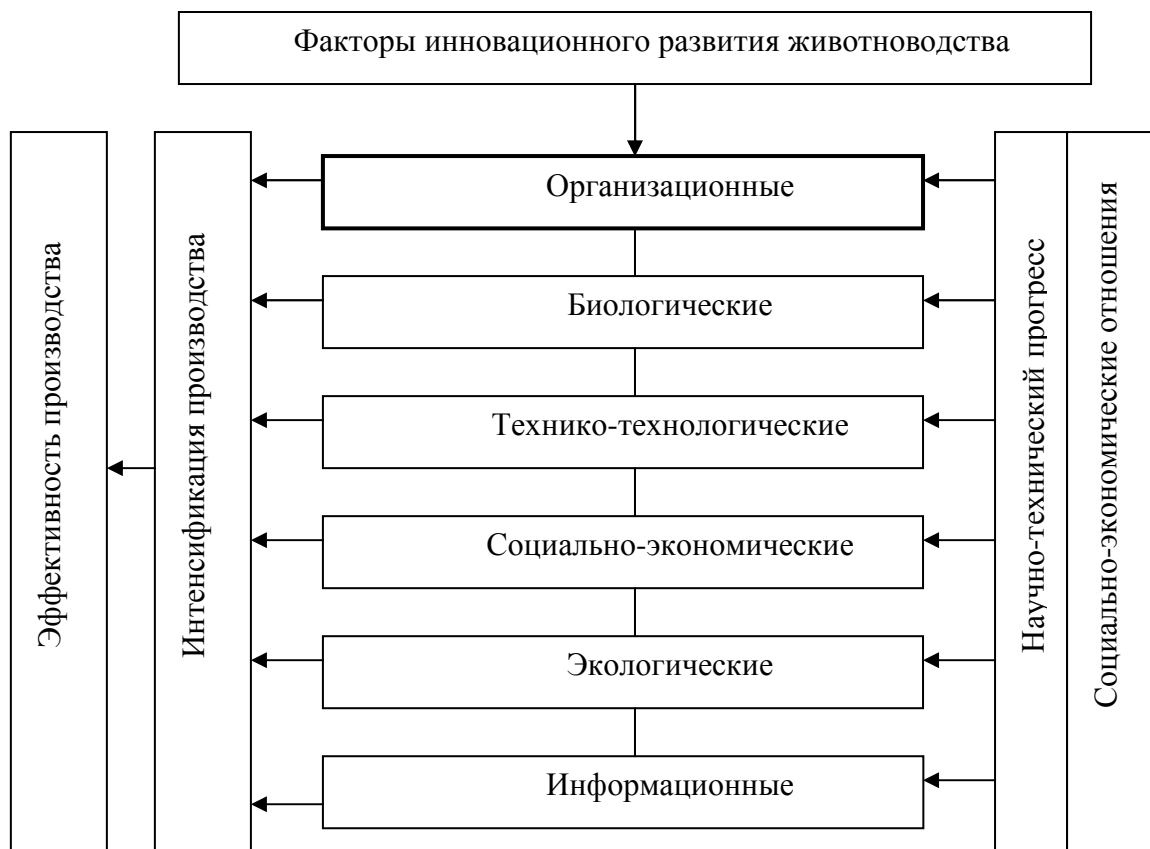 Факторы инновационного развития животноводства
Эффективность производства
Интенсификация производства
Организационные
Биологические
Технико-технологические
Социально-экономические
Экологические
Информационные
Научно-технический прогресс
Социально-экономические отношения